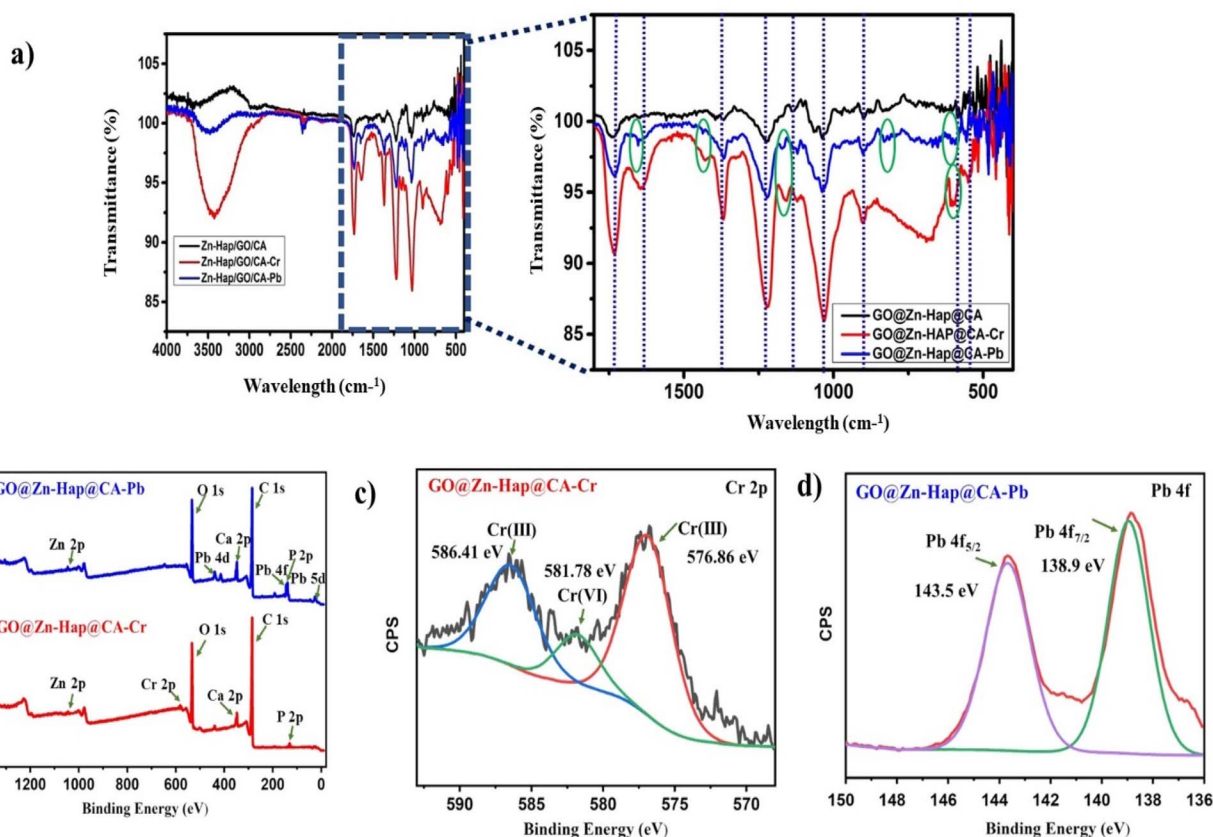 a)
105
100
95
90
85
Transmittance (%)
Zn-Hap/GO/CA
Zn-Hap/GO/CA-Cr
Zn-Hap/GO/CA-Pb
4000 3500 3000 2500 2000 1500 1000 500
Wavelength (cm-1)
105
100
95
90
85
Transmittance (%)
GO@Zn-Hap@CA
GO@Zn-HAP@CA-Cr
GO@Zn-Hap@CA-Pb
1500 1000 500
Wavelength (cm-1)
GO@Zn-Hap@CA-Pb
O 1s
C 1s
Zn 2p
Pb 4d
Ca 2p
Pb 4f
P 2p
Pb 5d
GO@Zn-Hap@CA-Cr
O 1s
C 1s
Zn 2p
Cr 2p
Ca 2p
P 2p
1200 1000 800 600 400 200 0
Binding Energy (eV)
c)
GO@Zn-Hap@CA-Cr
Cr 2p
Cr(III)
586.41 eV
581.78 eV
Cr(VI)
Cr(III)
576.86 eV
CPS
590 585 580 575 570
Binding Energy (eV)
d)
GO@Zn-Hap@CA-Pb
Pb 4f
Pb 4f5/2
143.5 eV
Pb 4f7/2
138.9 eV
CPS
150 148 146 144 142 140 138 136
Binding Energy (eV)